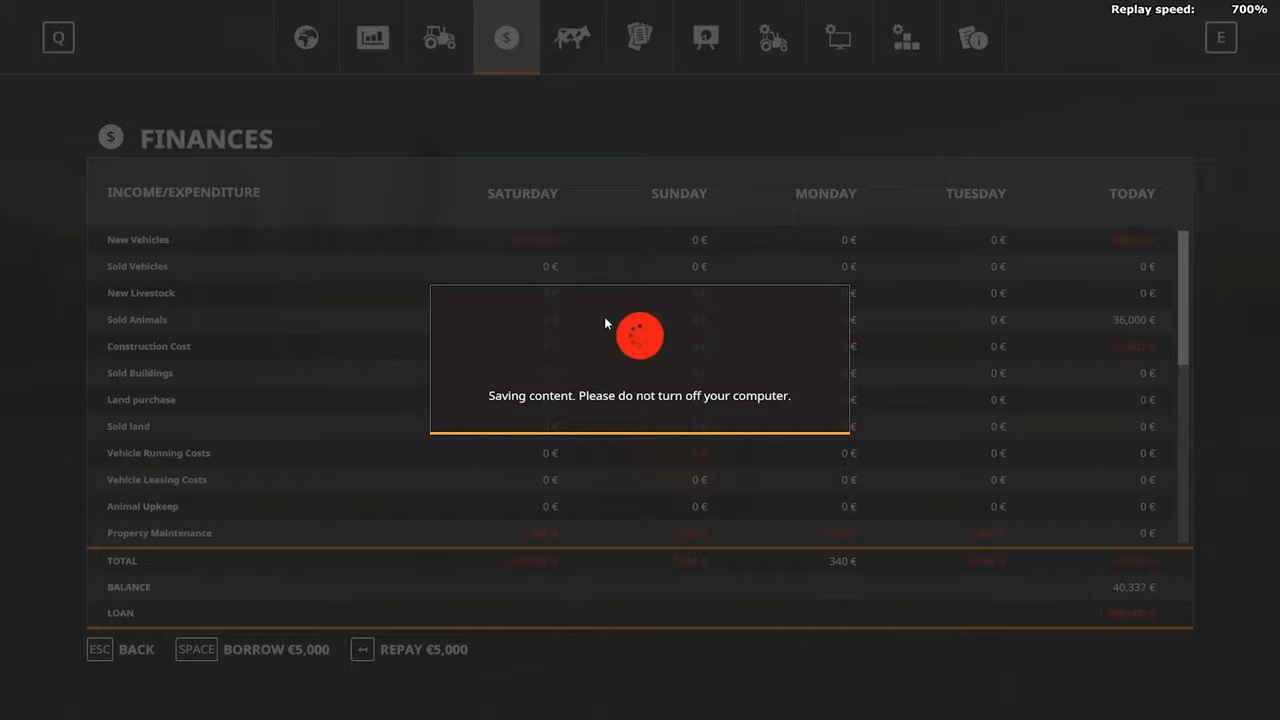 Replay speed: 700%
Q
$
E
$ FINANCES
INCOME/EXPENDITURE SATURDAY SUNDAY MONDAY TUESDAY TODAY
New Vehicles 0 € 0 € 0 €
Sold Vehicles 0 € 0 € 0 € 0 € 0 €
New Livestock 0 € € 0 € 0 €
Sold Animals € 0 € 36,000 €
Construction Cost € 0 €
Sold Buildings € 0 € 0 €
Land purchase € 0 € 0 €
Sold land € 0 € 0 €
Vehicle Running Costs 0 € 0 € 0 € 0 €
Vehicle Leasing Costs 0 € 0 € 0 € 0 € 0 €
Animal Upkeep 0 € 0 € 0 € 0 € 0 €
Property Maintenance 0 €
Saving content. Please do not turn off your computer.
TOTAL 340 €
BALANCE 40,337 €
LOAN
ESC BACK SPACE BORROW €5,000 ↔ REPAY €5,000